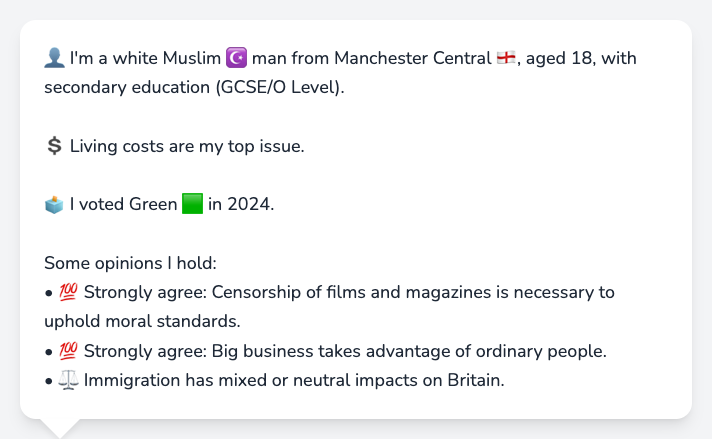 👤 I'm a white Muslim ☪️ man from Manchester Central 🏴󠁧󠁢󠁥󠁮󠁧󠁿, aged 18, with
secondary education (GCSE/O Level).
💲 Living costs are my top issue.
🗳️ I voted Green 🟩 in 2024.
Some opinions I hold:
• 💯 Strongly agree: Censorship of films and magazines is necessary to
uphold moral standards.
• 💯 Strongly agree: Big business takes advantage of ordinary people.
• ⚖️ Immigration has mixed or neutral impacts on Britain.